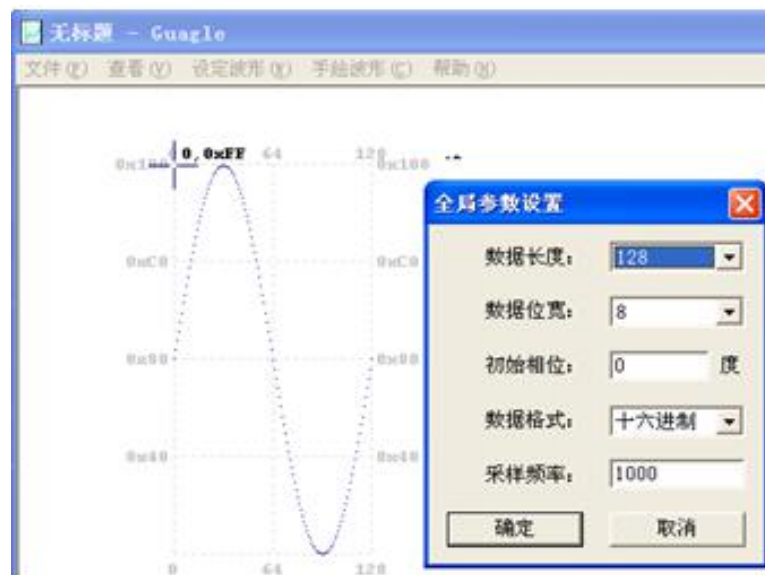 无标题 - Guagle
文件(F) 查看(V) 设定波形(X) 手绘波形(C) 帮助(H)
0,0xFF 64 128
0x100 0x100
全局参数设置
数据长度: 128
0xC0 0xC0
数据位宽: 8
初始相位: 0 度
0x80 0x80
数据格式: 十六进制
0x40 0x40
采样频率: 1000
确定 取消
0 64 128